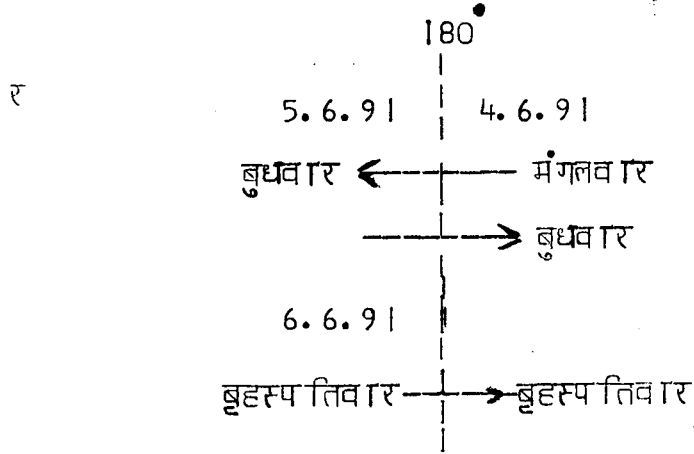 180°
र
5.6.91 4.6.91
बुधवार मंगलवार
बुधवार
6.6.91
बृहस्पतिवार बृहस्पतिवार